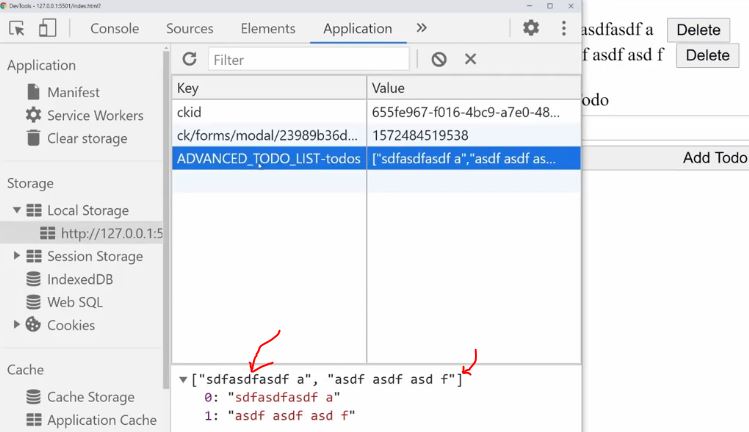 DevTools - 127.0.0.1:5501/index.html?
Console
Sources
Elements
Application
»
Application
Manifest
Service Workers
Clear storage
Storage
Local Storage
http://127.0.0.1:5
Session Storage
IndexedDB
Web SQL
Cookies
Cache
Cache Storage
Application Cache
Filter
Key Value
ckid 655fe967-f016-4bc9-a7e0-48...
ck/forms/modal/23989b36d... 1572484519538
ADVANCED_TODO_LIST-todos ["sdfasdfasdf a","asdf asdf as...
["sdfasdfasdf a", "asdf asdf asd f"]
0: "sdfasdfasdf a"
1: "asdf asdf asd f"
asdfasdf a Delete
f asdf asd f Delete
odo
Add Todo